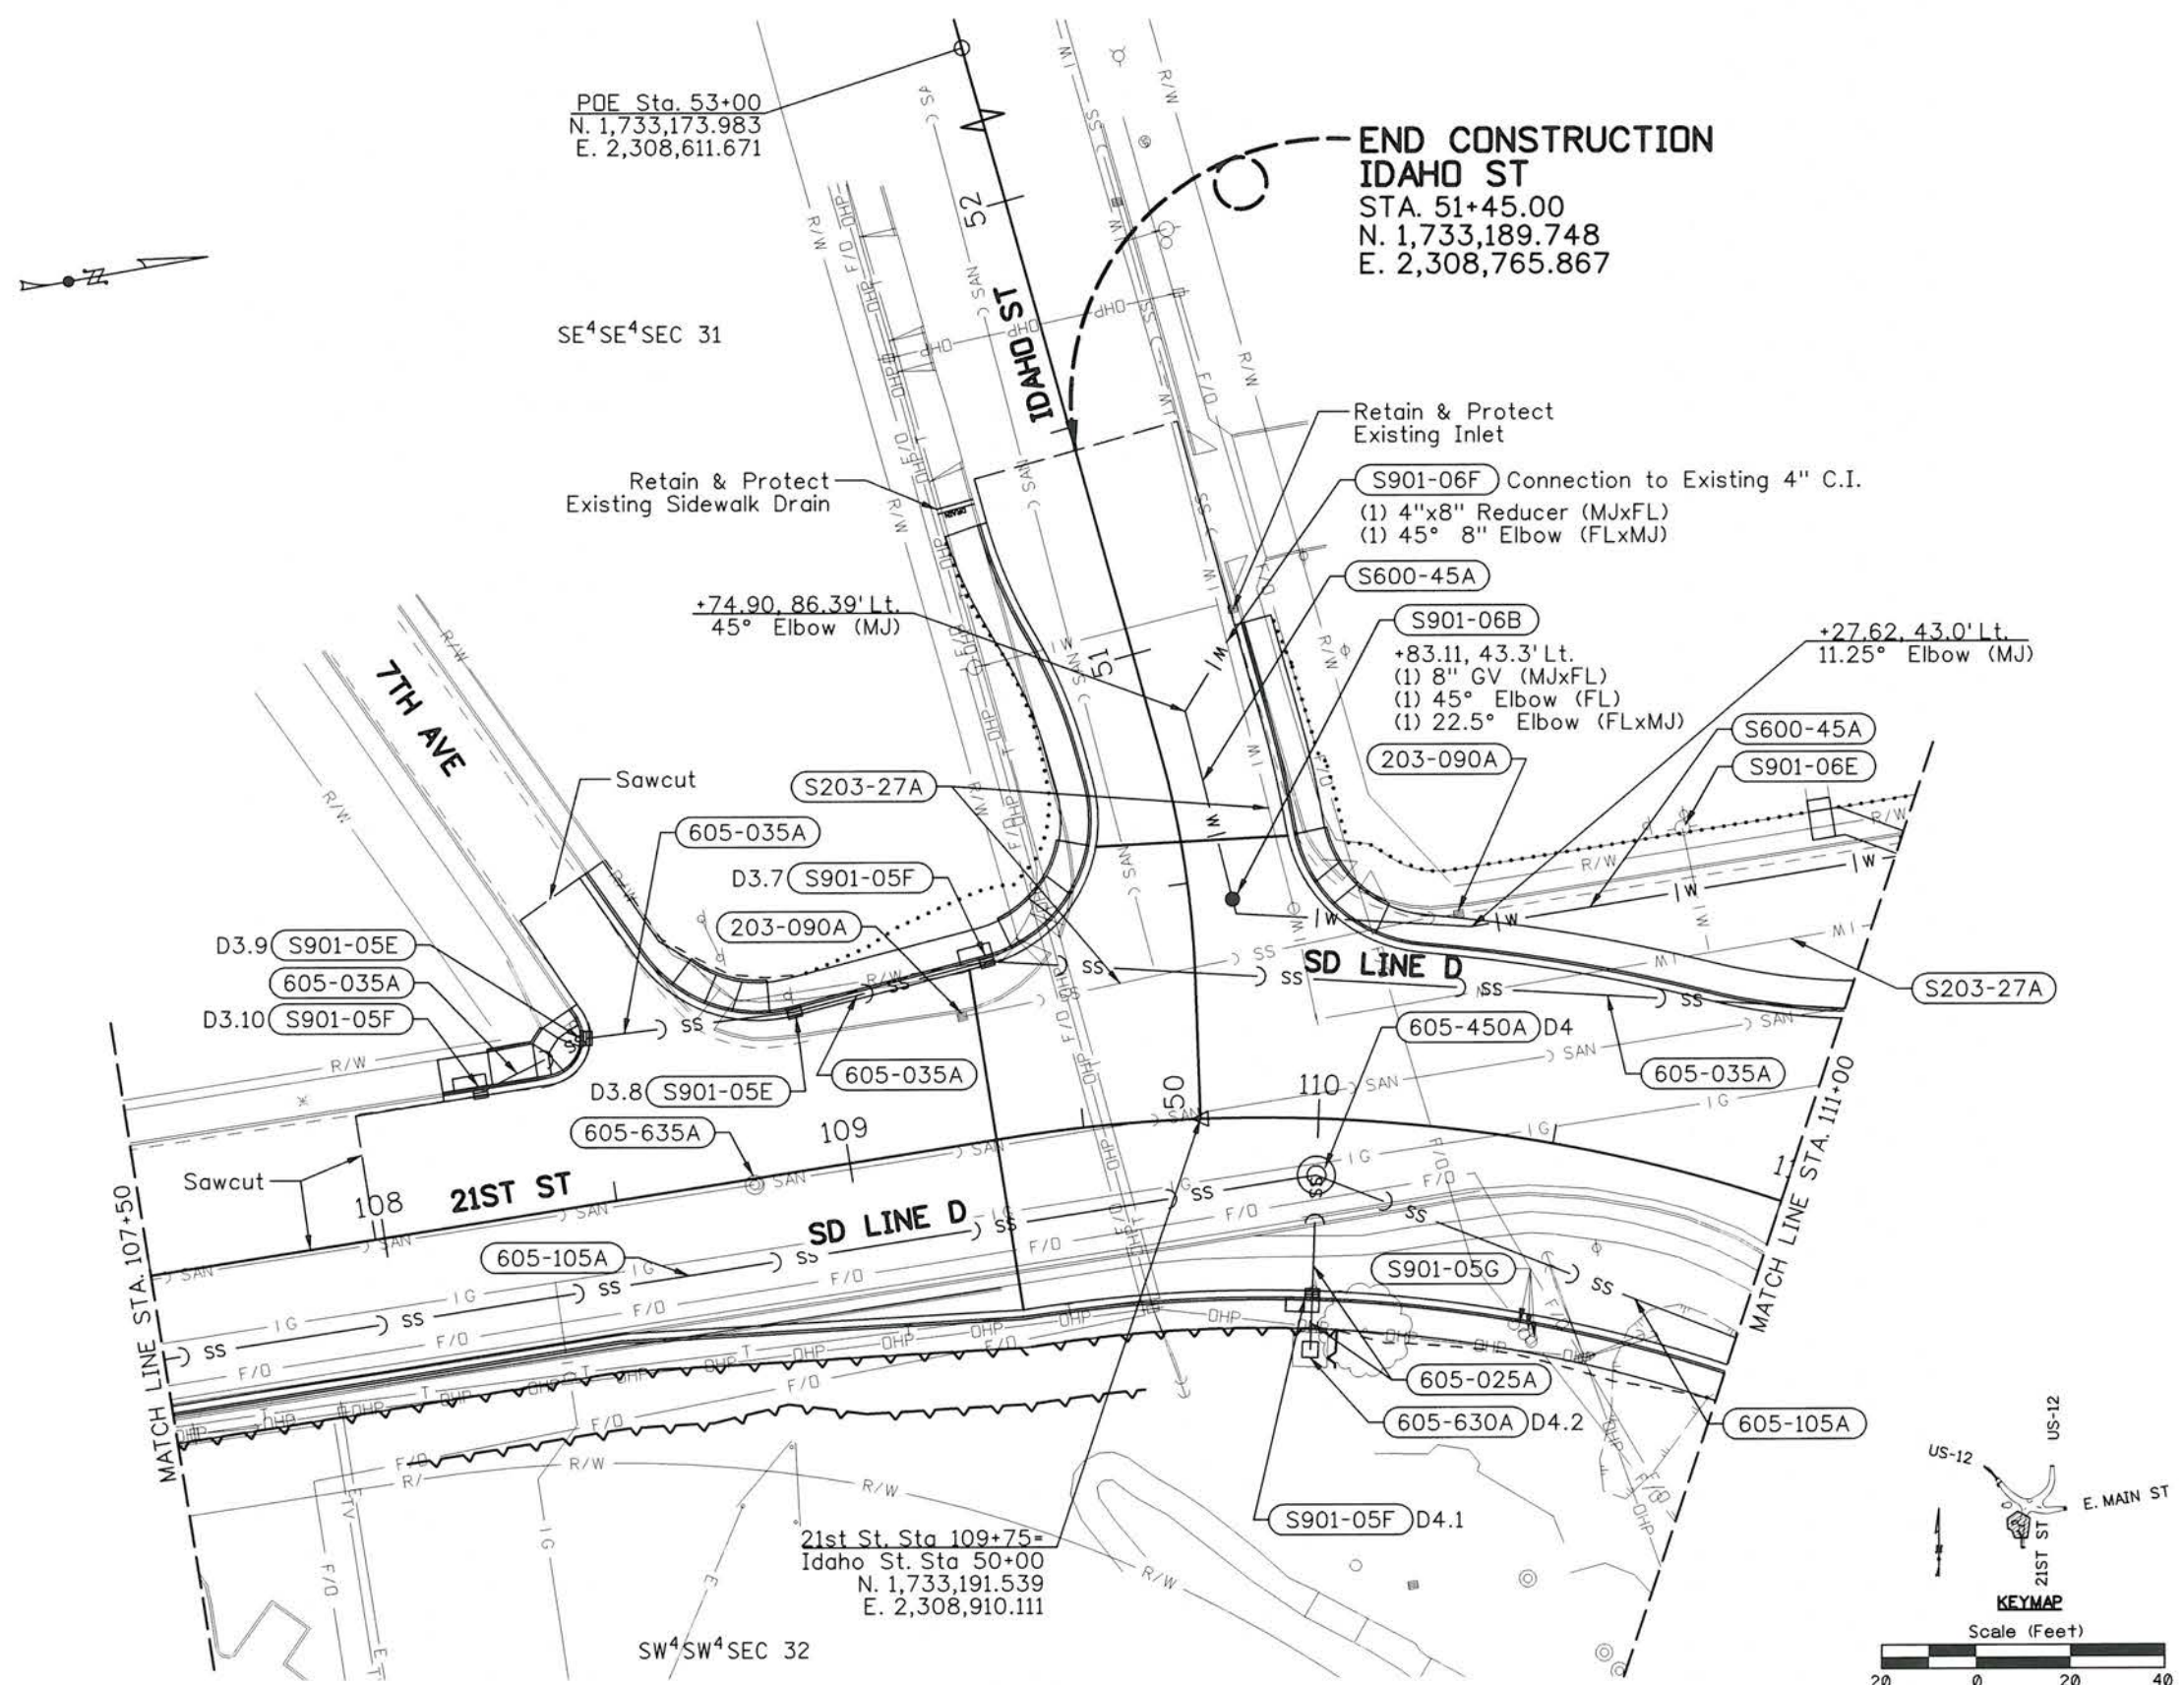 POE Sta. 53+00
N. 1,733,173.983
E. 2,308,611.671
END CONSTRUCTION
IDAHO ST
STA. 51+45.00
N. 1,733,189.748
E. 2,308,765.867
N
SE⁴SE⁴SEC 31
52
IDAHO ST
Retain & Protect
Existing Inlet
Retain & Protect
Existing Sidewalk Drain
S901-06F Connection to Existing 4" C.I.
(1) 4"x8" Reducer (MJxFL)
(1) 45° 8" Elbow (FLxMJ)
S600-45A
+74.90, 86.39' Lt.
45° Elbow (MJ)
S901-06B
+83.11, 43.3' Lt.
(1) 8" GV (MJxFL)
(1) 45° Elbow (FL)
(1) 22.5° Elbow (FLxMJ)
+27.62, 43.0' Lt.
11.25° Elbow (MJ)
51
7TH AVE
S600-45A
203-090A
S901-06E
Sawcut
S203-27A
605-035A
D3.7 S901-05F
203-090A
D3.9 S901-05E
605-035A
D3.10 S901-05F
SD LINE D
S203-27A
605-450A D4
605-035A
605-035A
D3.8 S901-05E
50
110
605-635A
109
Sawcut
108
21ST ST
SD LINE D
605-105A
S901-05G
MATCH LINE STA. 107+50
MATCH LINE STA. 111+00
605-025A
605-630A D4.2
605-105A
S901-05F D4.1
21st St. Sta 109+75=
Idaho St. Sta 50+00
N. 1,733,191.539
E. 2,308,910.111
SW⁴SW⁴SEC 32
US-12
US-12
E. MAIN ST
21ST ST
KEYMAP
Scale (Feet)
20 0 20 40